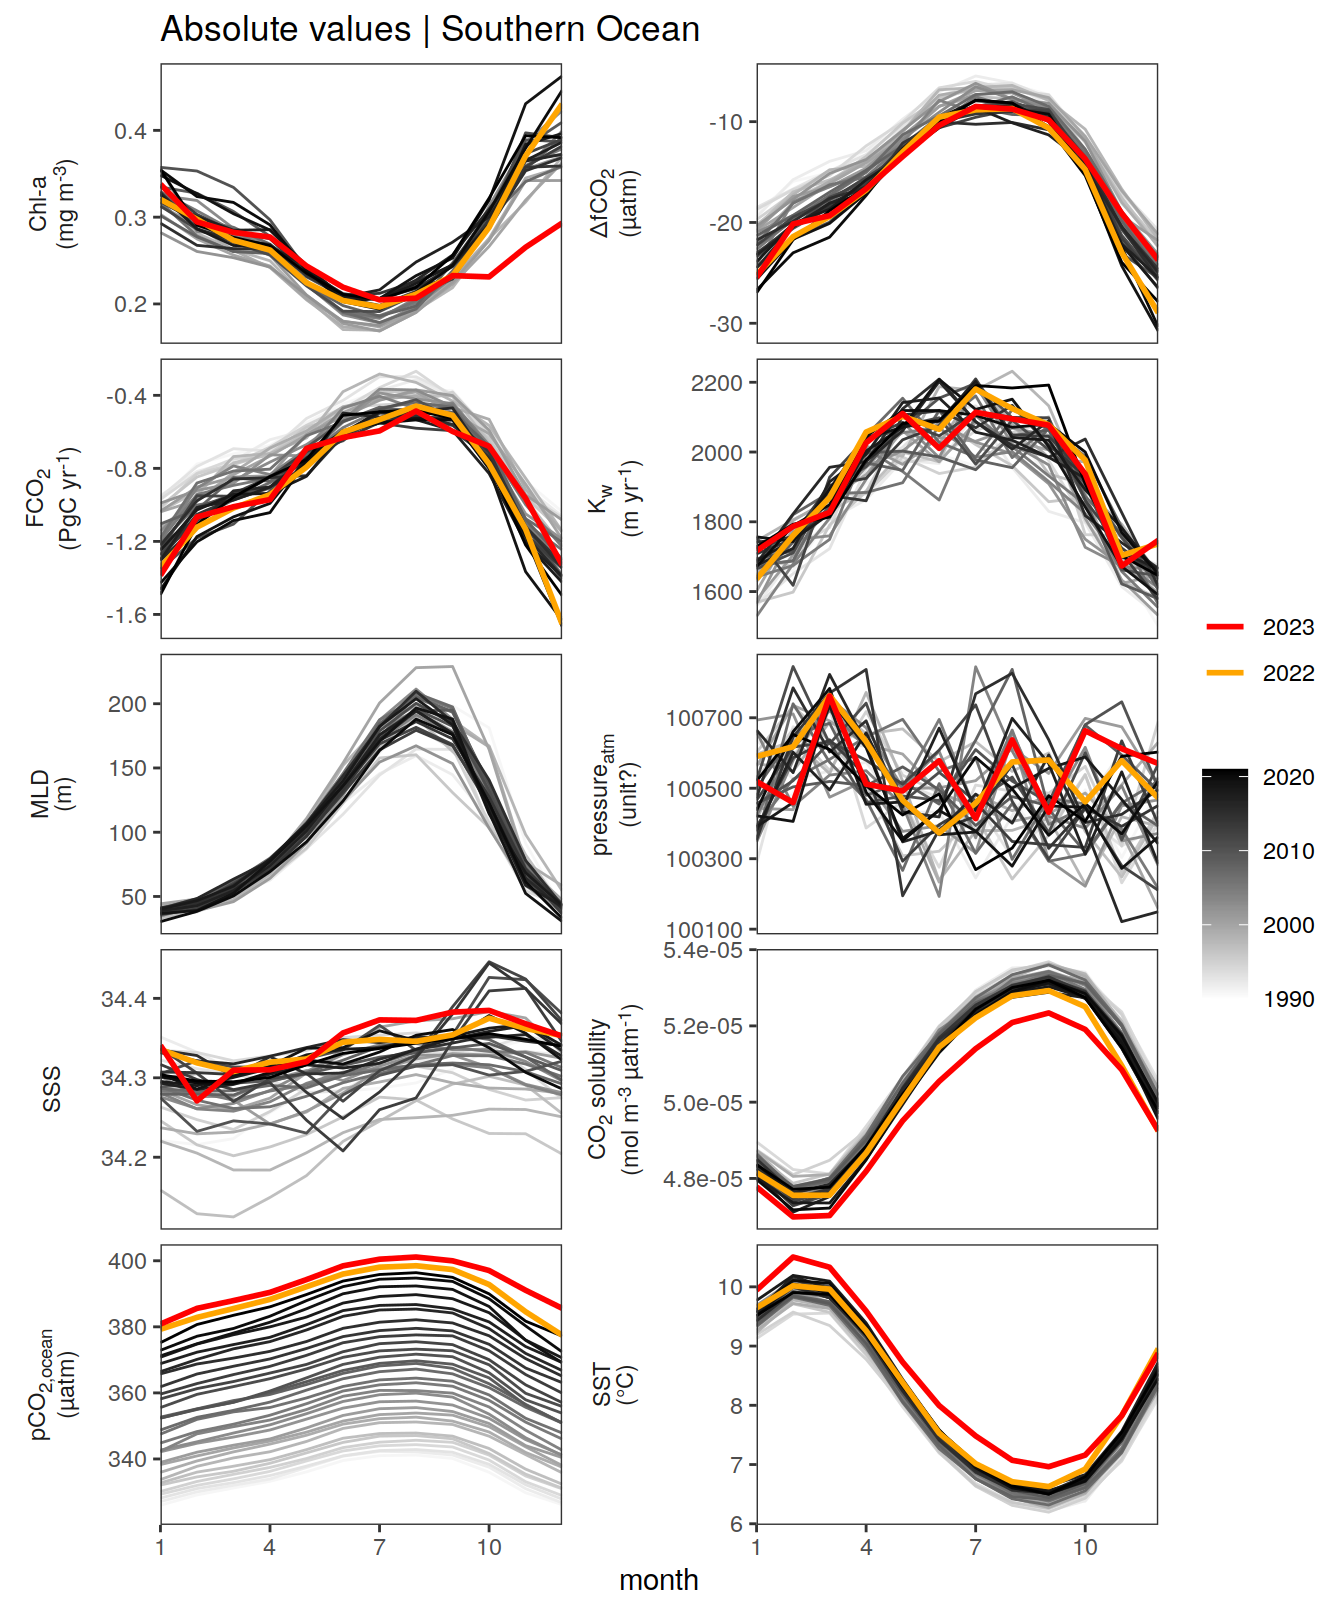 Absolute values | Southern Ocean
Chl-a
(mg m⁻³)
0.4
0.3
0.2
ΔfCO₂
(µatm)
-10
-20
-30
FCO₂
(PgC yr⁻¹)
-0.4
-0.8
-1.2
-1.6
K_w
(m yr⁻¹)
2200
2000
1800
1600
MLD
(m)
200
150
100
50
pressure_atm
(unit?)
100700
100500
100300
100100
SSS
34.4
34.3
34.2
CO₂ solubility
(mol m⁻³ µatm⁻¹)
5.4e-05
5.2e-05
5.0e-05
4.8e-05
pCO₂,ocean
(µatm)
400
380
360
340
SST
(°C)
10
9
8
7
6
1 4 7 10
1 4 7 10
month
2023
2022
2020
2010
2000
1990